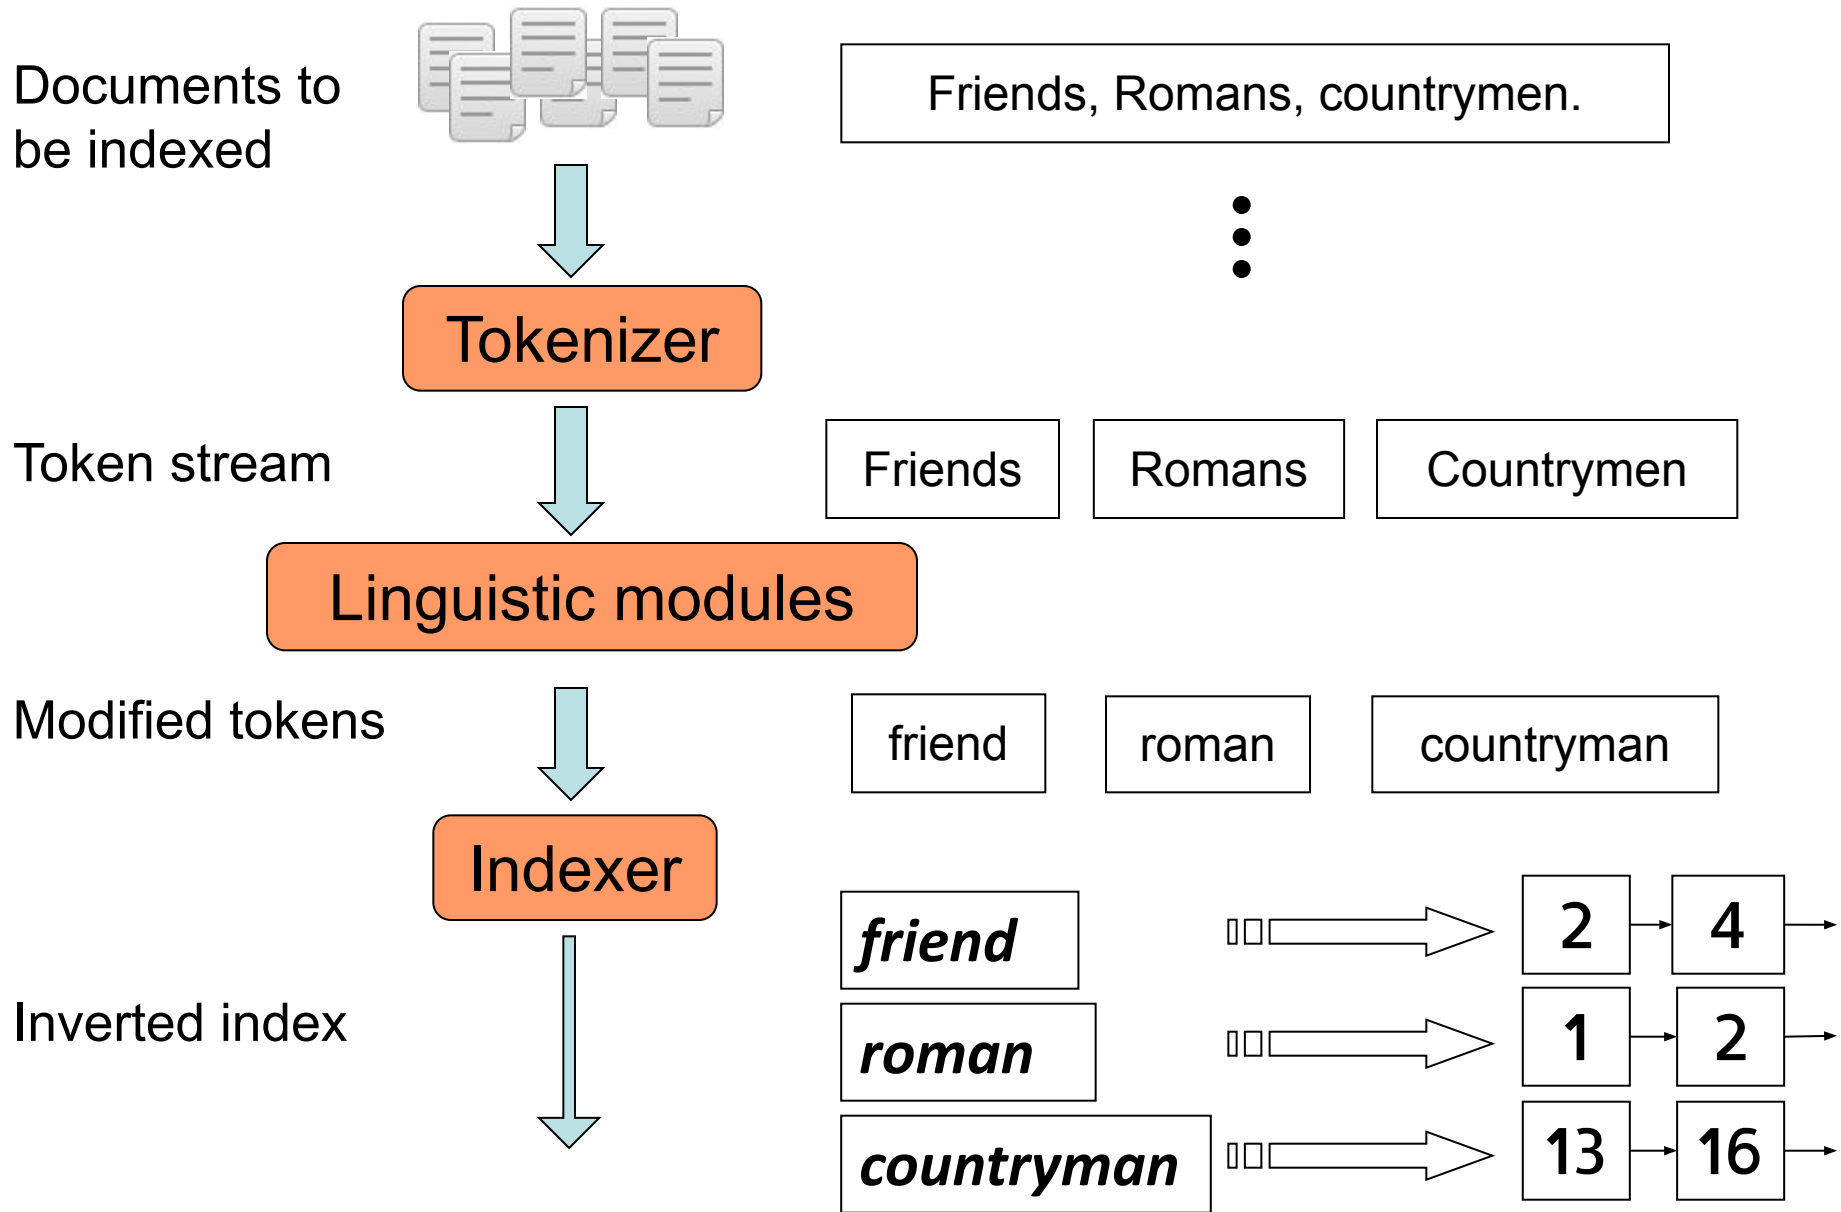 Documents to
be indexed
Friends, Romans, countrymen.
Tokenizer
Token stream
Friends
Romans
Countrymen
Linguistic modules
Modified tokens
friend
roman
countryman
Indexer
Inverted index
friend
2
4
roman
1
2
countryman
13
16